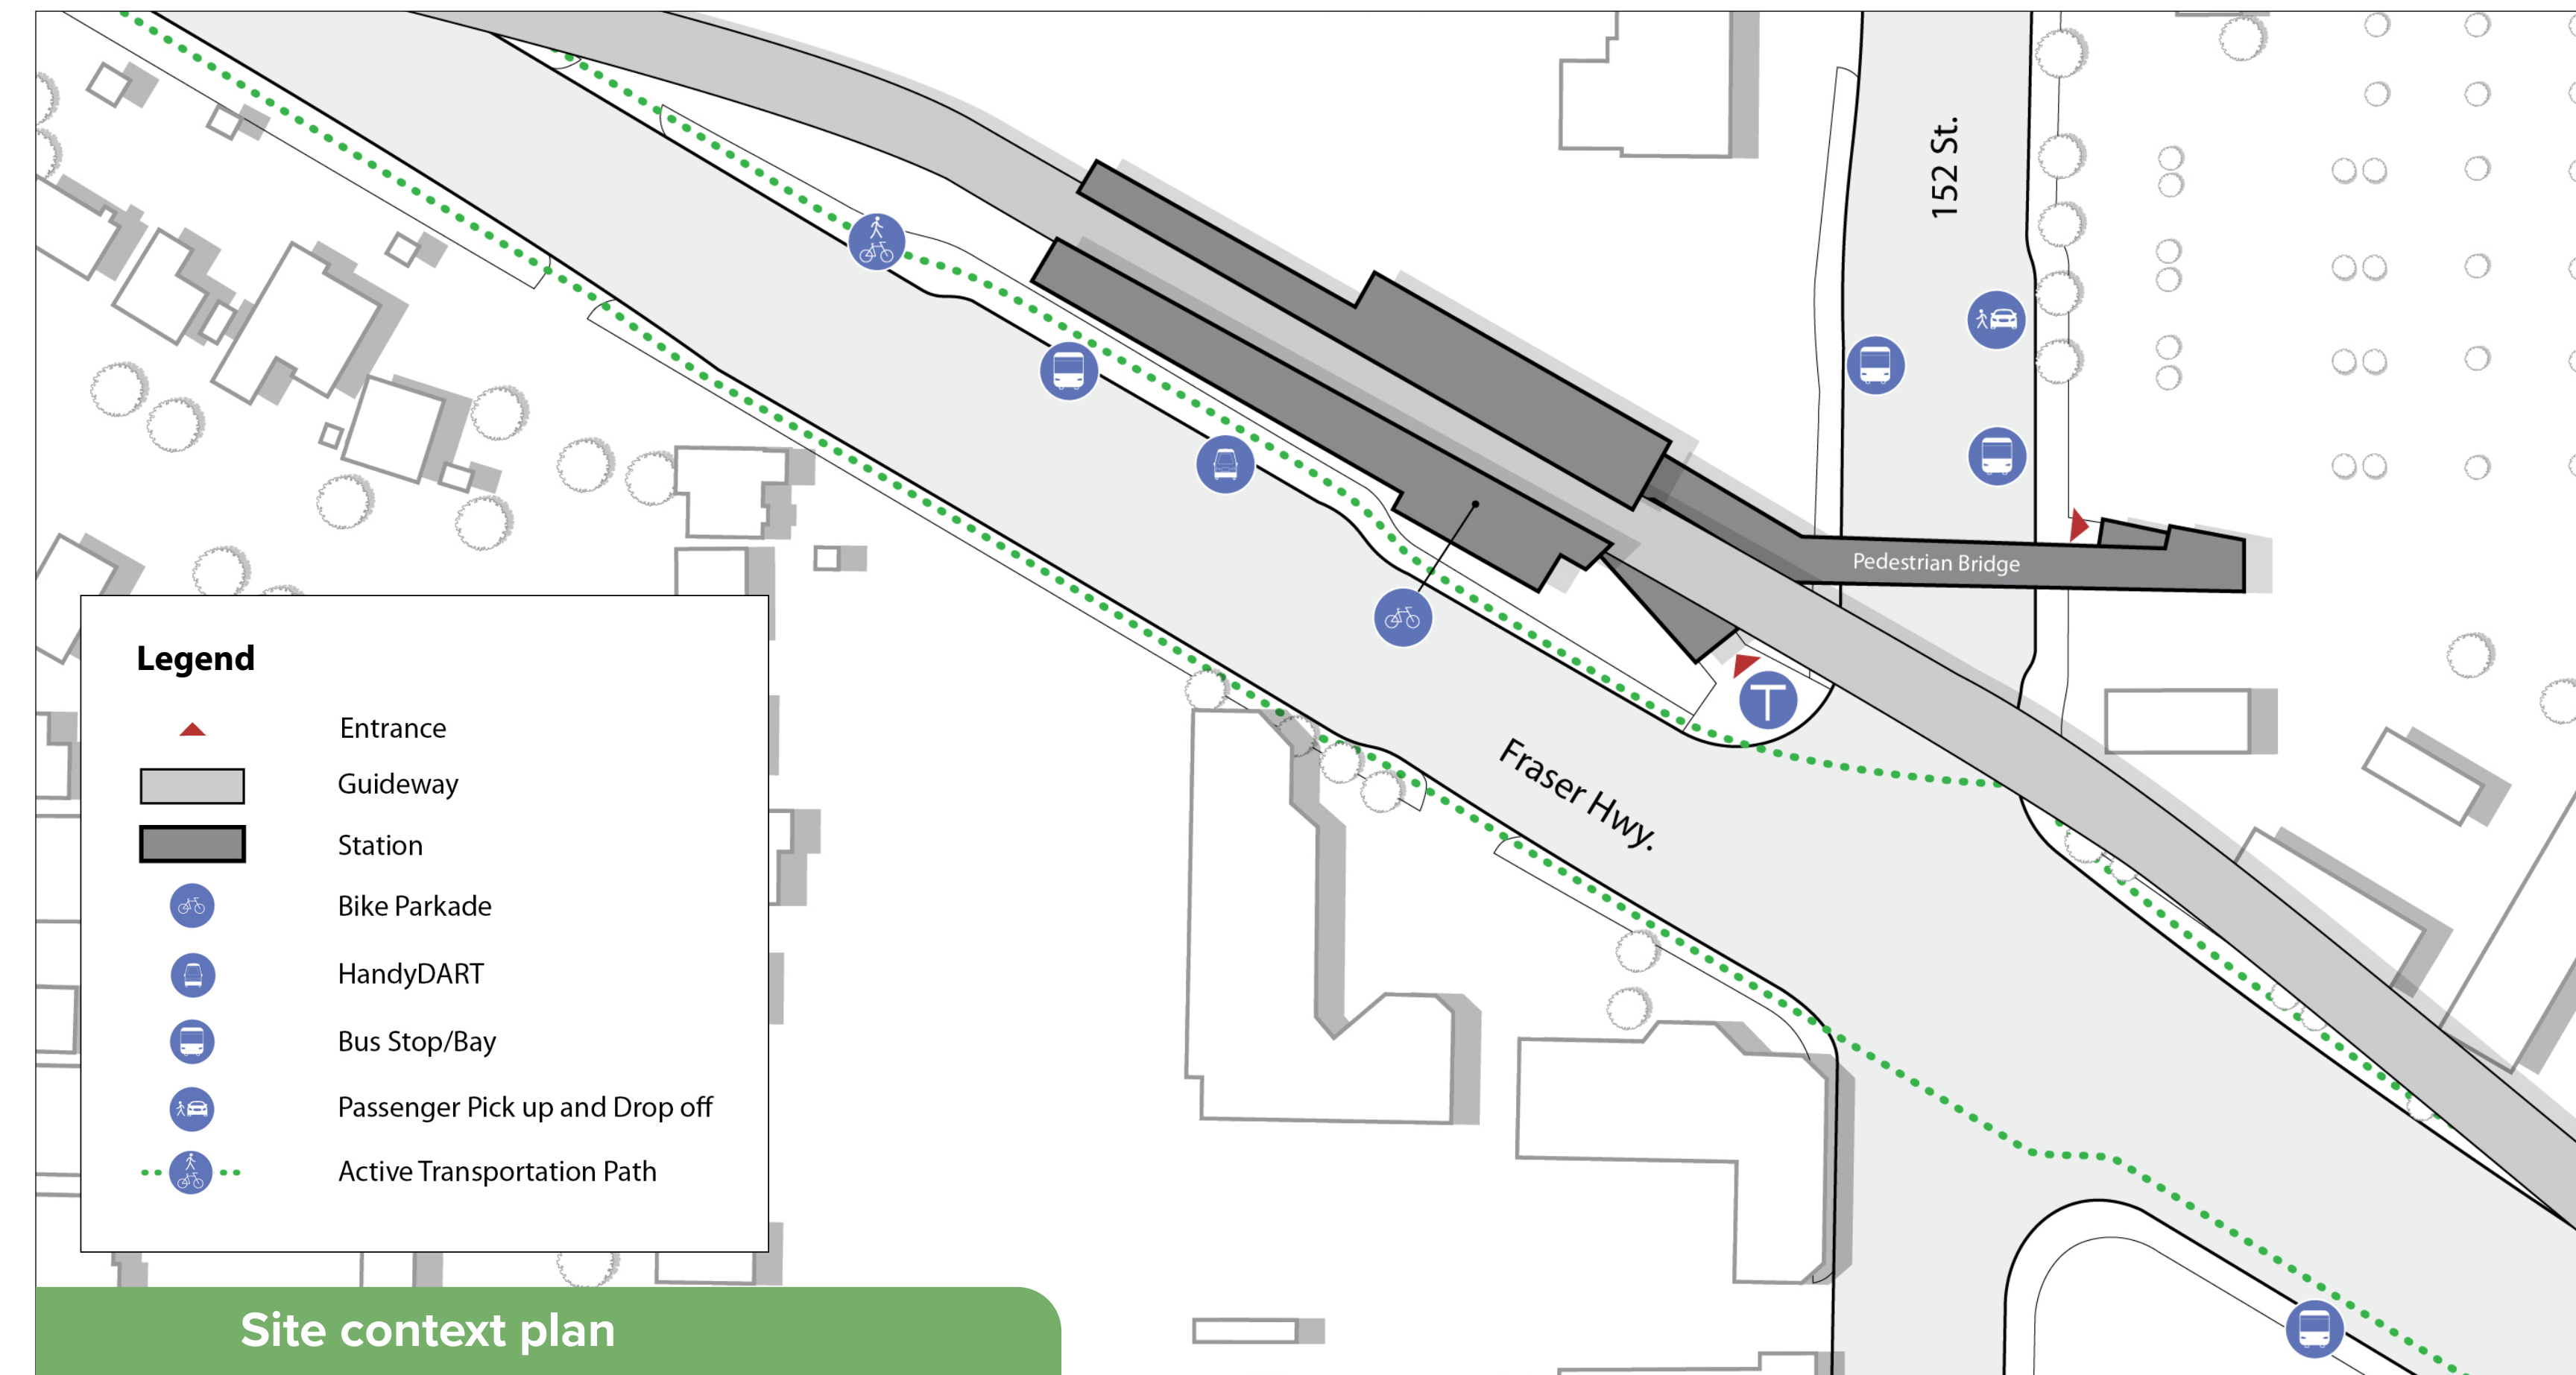 152 St.
Pedestrian Bridge
T
Fraser Hwy.
Legend
Entrance
Guideway
Station
Bike Parkade
HandyDART
Bus Stop/Bay
Passenger Pick up and Drop off
Active Transportation Path
Site context plan